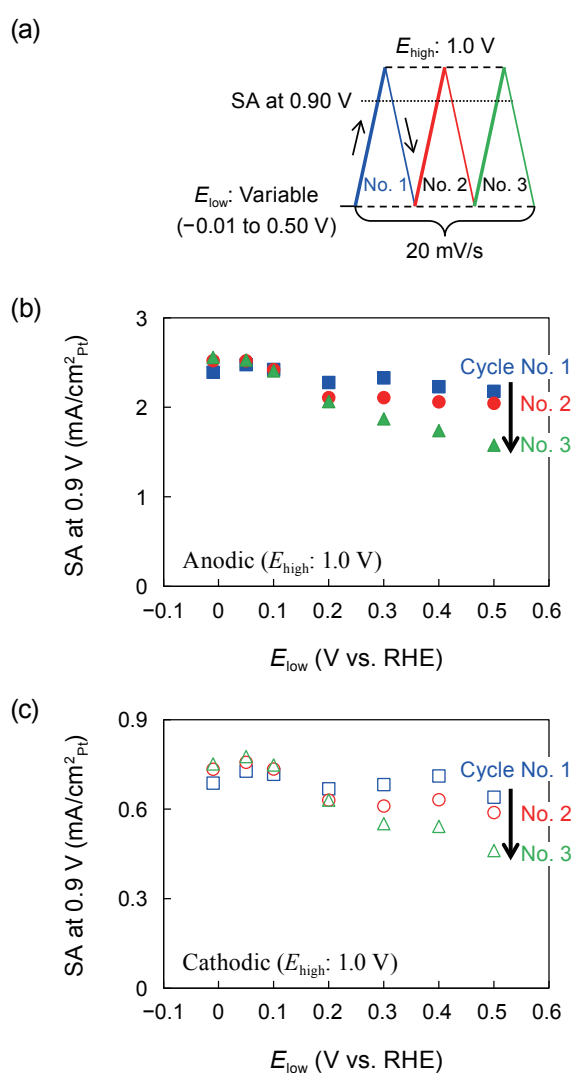 (a)
E_high: 1.0 V
SA at 0.90 V
No. 1 No. 2 No. 3
E_low: Variable
(−0.01 to 0.50 V)
20 mV/s
(b)
SA at 0.9 V (mA/cm²_Pt)
3
2
1
0
Cycle No. 1
No. 2
No. 3
Anodic (E_high: 1.0 V)
−0.1 0 0.1 0.2 0.3 0.4 0.5 0.6
E_low (V vs. RHE)
(c)
SA at 0.9 V (mA/cm²_Pt)
0.9
0.6
0.3
0
Cycle No. 1
No. 2
No. 3
Cathodic (E_high: 1.0 V)
−0.1 0 0.1 0.2 0.3 0.4 0.5 0.6
E_low (V vs. RHE)